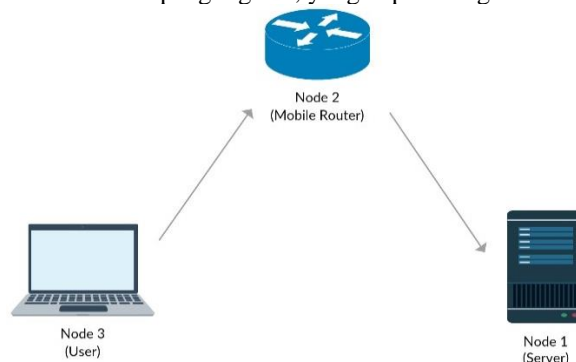 Node 2
(Mobile Router)
Node 3
(User)
Node 1
(Server)